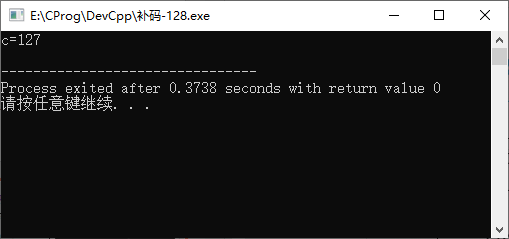 E:\CProg\DevCpp\补码-128.exe
c=127
--------------------------------
Process exited after 0.3738 seconds with return value 0
请按任意键继续. . .